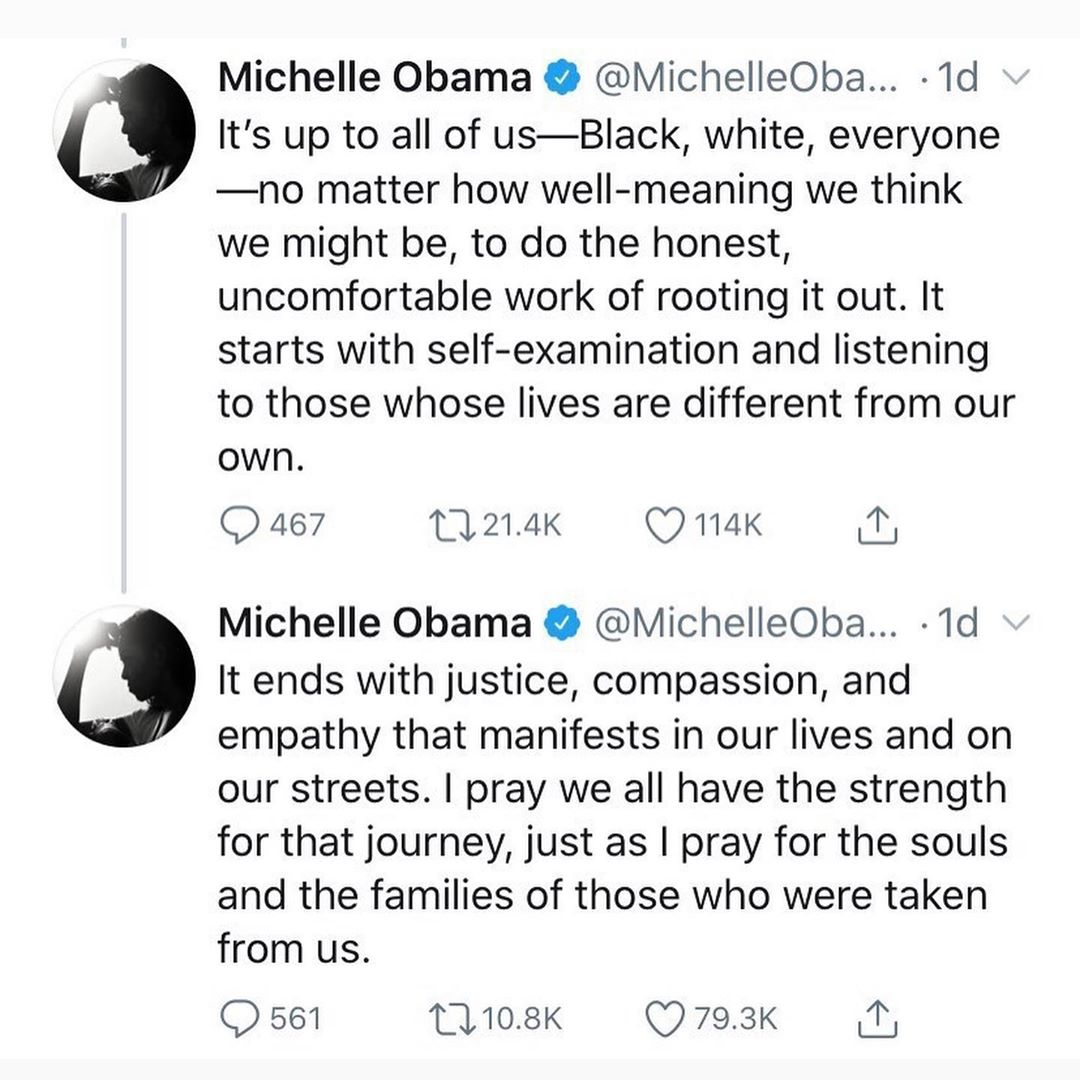 Michelle Obama @MichelleOba... · 1d
It’s up to all of us—Black, white, everyone
—no matter how well-meaning we think
we might be, to do the honest,
uncomfortable work of rooting it out. It
starts with self-examination and listening
to those whose lives are different from our
own.
467 21.4K 114K
Michelle Obama @MichelleOba... · 1d
It ends with justice, compassion, and
empathy that manifests in our lives and on
our streets. I pray we all have the strength
for that journey, just as I pray for the souls
and the families of those who were taken
from us.
561 10.8K 79.3K